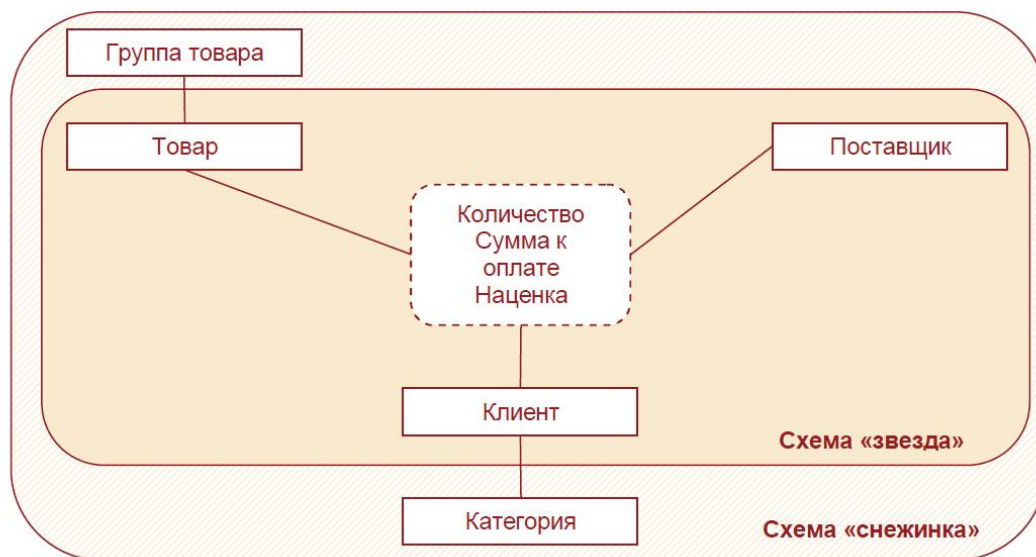 Группа товара
Товар
Поставщик
Количество
Сумма к
оплате
Наценка
Клиент
Схема «звезда»
Категория
Схема «снежинка»